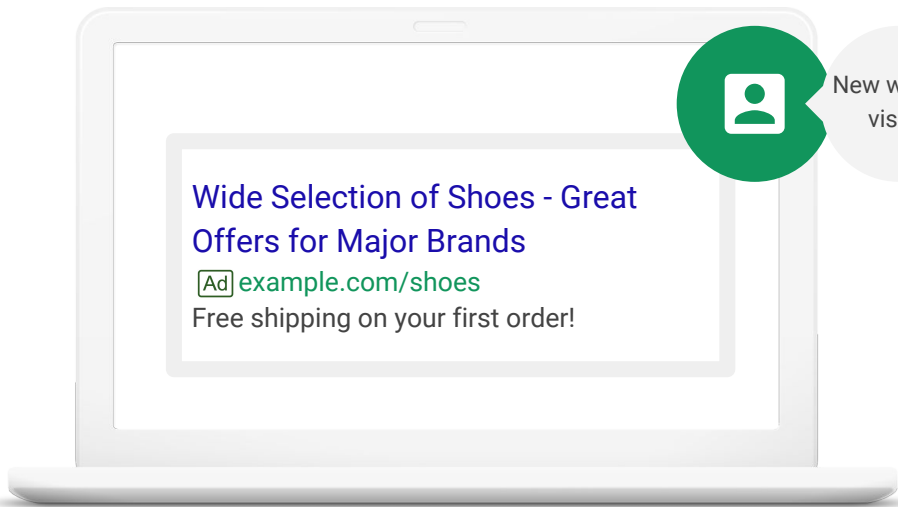 New
Wide Selection of Shoes - Great
Offers for Major Brands
Ad example.com/shoes
Free shipping on your first order!